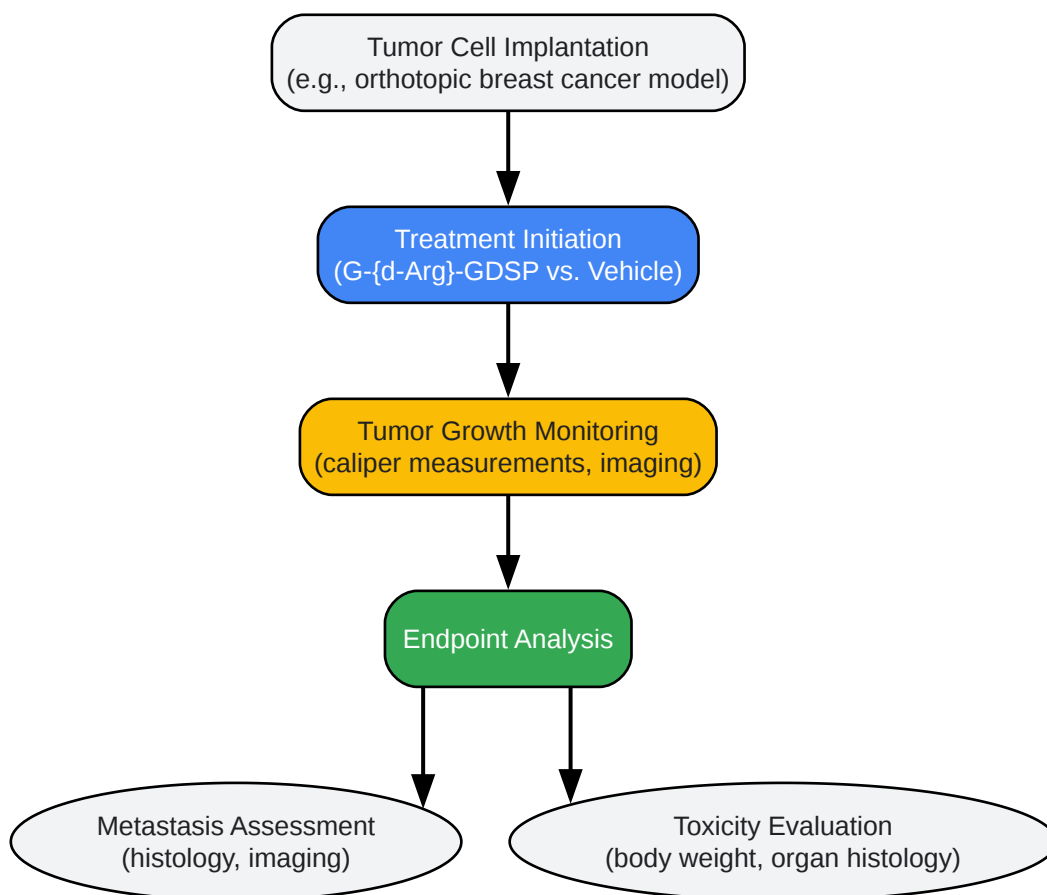 Tumor Cell Implantation
(e.g., orthotopic breast cancer model)
Treatment Initiation
(G-{d-Arg}-GDSP vs. Vehicle)
Tumor Growth Monitoring
(caliper measurements, imaging)
Endpoint Analysis
Metastasis Assessment
(histology, imaging)
Toxicity Evaluation
(body weight, organ histology)